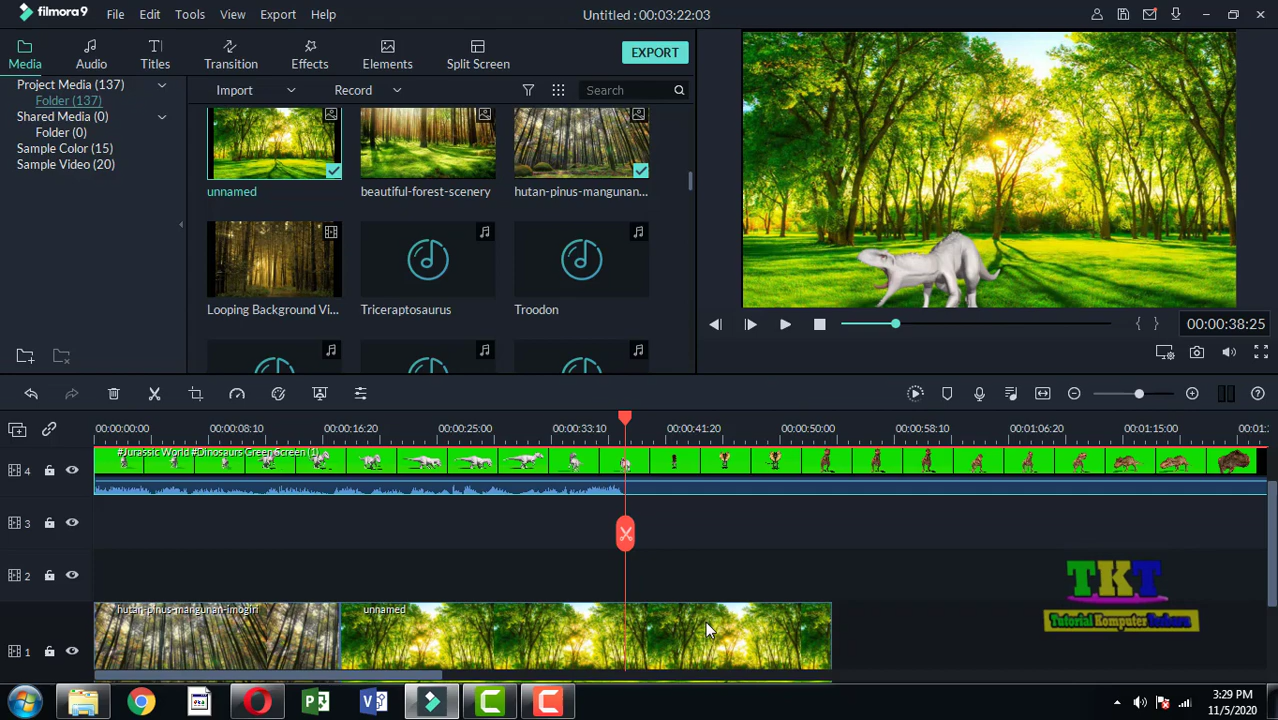 filmora9 File Edit Tools View Export Help Untitled : 00:03:22:03
Media Audio Titles Transition Effects Elements Split Screen EXPORT
Project Media (137)
Folder (137)
Shared Media (0)
Folder (0)
Sample Color (15)
Sample Video (20)
Import Record Search
unnamed beautiful-forest-scenery hutan-pinus-mangunan...
Looping Background Vi... Triceraptosaurus Troodon
{ } 00:00:38:25
00:00:00:00 00:00:08:10 00:00:16:20 00:00:25:00 00:00:33:10 00:00:41:20 00:00:50:00 00:00:58:10 00:01:06:20 00:01:15:00 00:01:
#Jurassic World #Dinosaurs Green Screen (1)
4
3
2
TKT
Tutorial Komputer Terbaru
hutan-pinus-mangunan-imogiri unnamed
1
3:29 PM
11/5/2020